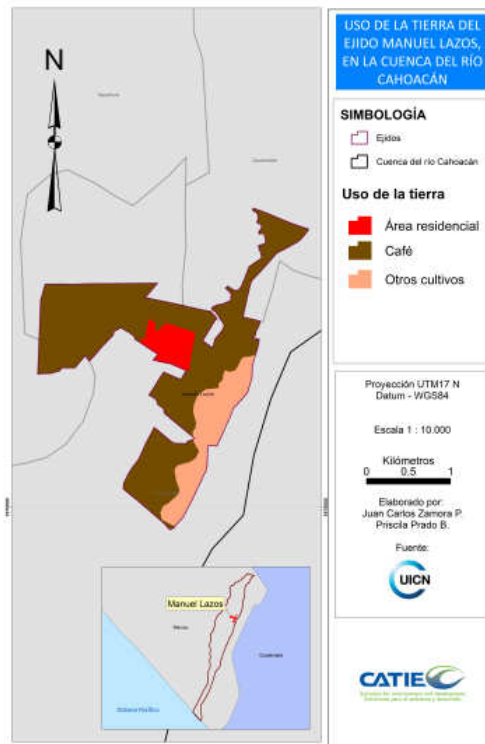 USO DE LA TIERRA DEL
EJIDO MANUEL LAZOS,
EN LA CUENCA DEL RÍO
CAHOACÁN
N
SIMBOLOGÍA
Ejidos
Cuenca del río Cahoacán
Uso de la tierra
Área residencial
Café
Otros cultivos
Proyección UTM17 N
Datum - WGS84
Escala 1 : 10.000
Kilómetros
0 0.5 1
Elaborado por:
Juan Carlos Zamora P.
Priscila Prado B.
Fuente:
UICN
Manuel Lazos
México
Guatemala
CATIE